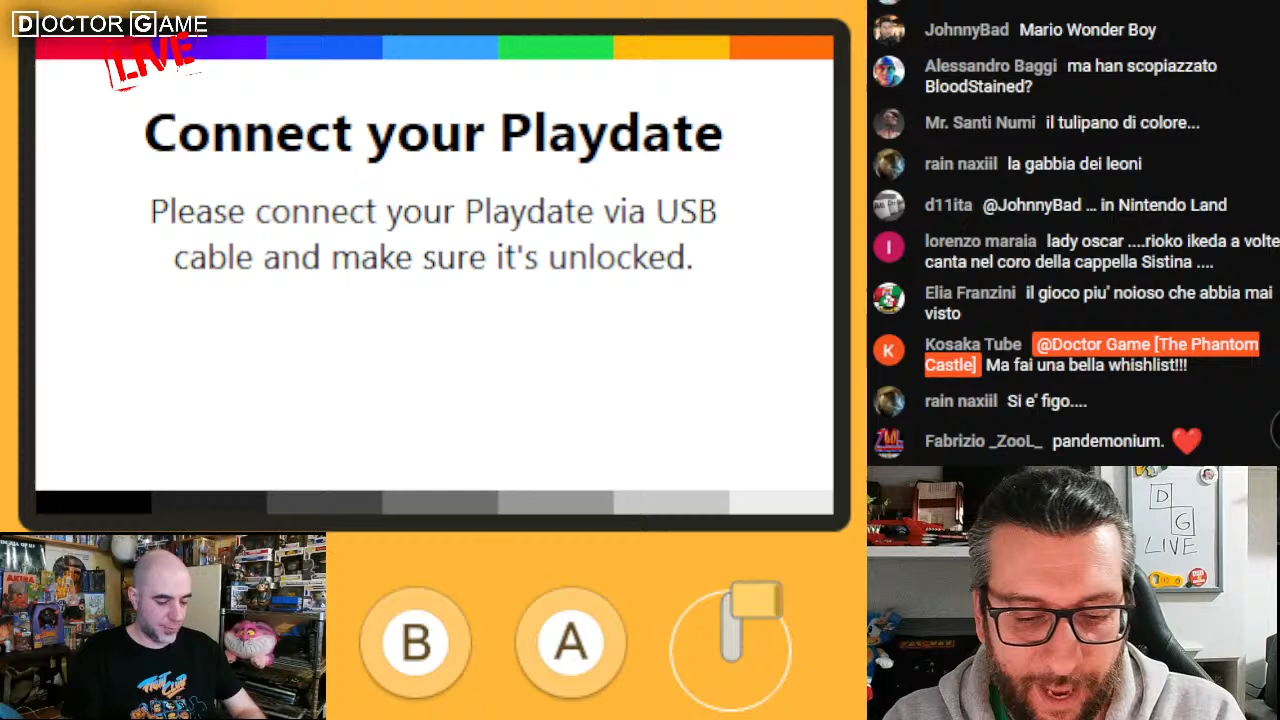 DOCTOR GAME
LIVE
Connect your Playdate
Please connect your Playdate via USB
cable and make sure it's unlocked.
B
A
JohnnyBad Mario Wonder Boy
Alessandro Baggi ma han scopiazzato
BloodStained?
Mr. Santi Numi il tulipano di colore...
rain naxiil la gabbia dei leoni
d11ita @JohnnyBad ... in Nintendo Land
lorenzo maraia lady oscar ....rioko ikeda a volte
canta nel coro della cappella Sistina ....
Elia Franzini il gioco piu' noioso che abbia mai
visto
K
Kosaka Tube @Doctor Game [The Phantom
Castle] Ma fai una bella whishlist!!!
rain naxiil Si e' figo....
Fabrizio _ZooL_ pandemonium.
D
G
LIVE
AKIRA